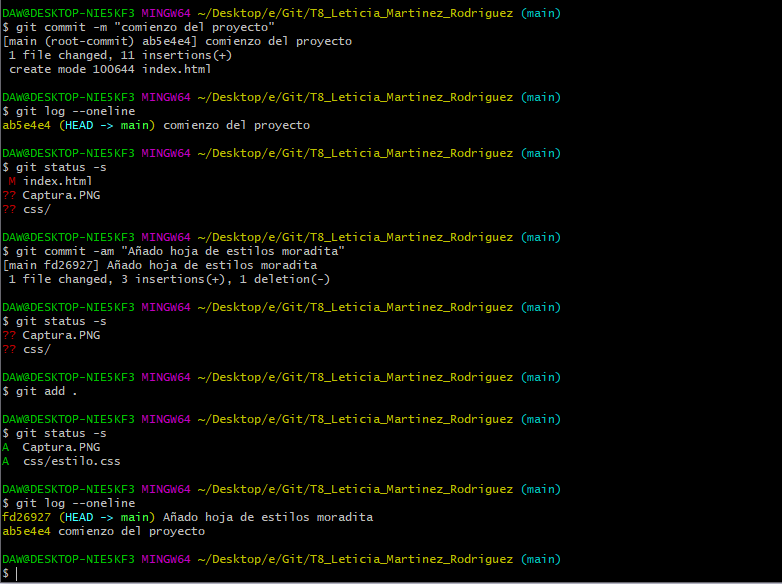 DAW@DESKTOP-NIE5KF3 MINGW64 ~/Desktop/e/Git/T8_Leticia_Martinez_Rodriguez (main)
$ git commit -m "comienzo del proyecto"
[main (root-commit) ab5e4e4] comienzo del proyecto
 1 file changed, 11 insertions(+)
 create mode 100644 index.html

DAW@DESKTOP-NIE5KF3 MINGW64 ~/Desktop/e/Git/T8_Leticia_Martinez_Rodriguez (main)
$ git log --oneline
ab5e4e4 (HEAD -> main) comienzo del proyecto

DAW@DESKTOP-NIE5KF3 MINGW64 ~/Desktop/e/Git/T8_Leticia_Martinez_Rodriguez (main)
$ git status -s
 M index.html
?? Captura.PNG
?? css/

DAW@DESKTOP-NIE5KF3 MINGW64 ~/Desktop/e/Git/T8_Leticia_Martinez_Rodriguez (main)
$ git commit -am "Añado hoja de estilos moradita"
[main fd26927] Añado hoja de estilos moradita
 1 file changed, 3 insertions(+), 1 deletion(-)

DAW@DESKTOP-NIE5KF3 MINGW64 ~/Desktop/e/Git/T8_Leticia_Martinez_Rodriguez (main)
$ git status -s
?? Captura.PNG
?? css/

DAW@DESKTOP-NIE5KF3 MINGW64 ~/Desktop/e/Git/T8_Leticia_Martinez_Rodriguez (main)
$ git add .

DAW@DESKTOP-NIE5KF3 MINGW64 ~/Desktop/e/Git/T8_Leticia_Martinez_Rodriguez (main)
$ git status -s
A  Captura.PNG
A  css/estilo.css

DAW@DESKTOP-NIE5KF3 MINGW64 ~/Desktop/e/Git/T8_Leticia_Martinez_Rodriguez (main)
$ git log --oneline
fd26927 (HEAD -> main) Añado hoja de estilos moradita
ab5e4e4 comienzo del proyecto

DAW@DESKTOP-NIE5KF3 MINGW64 ~/Desktop/e/Git/T8_Leticia_Martinez_Rodriguez (main)
$